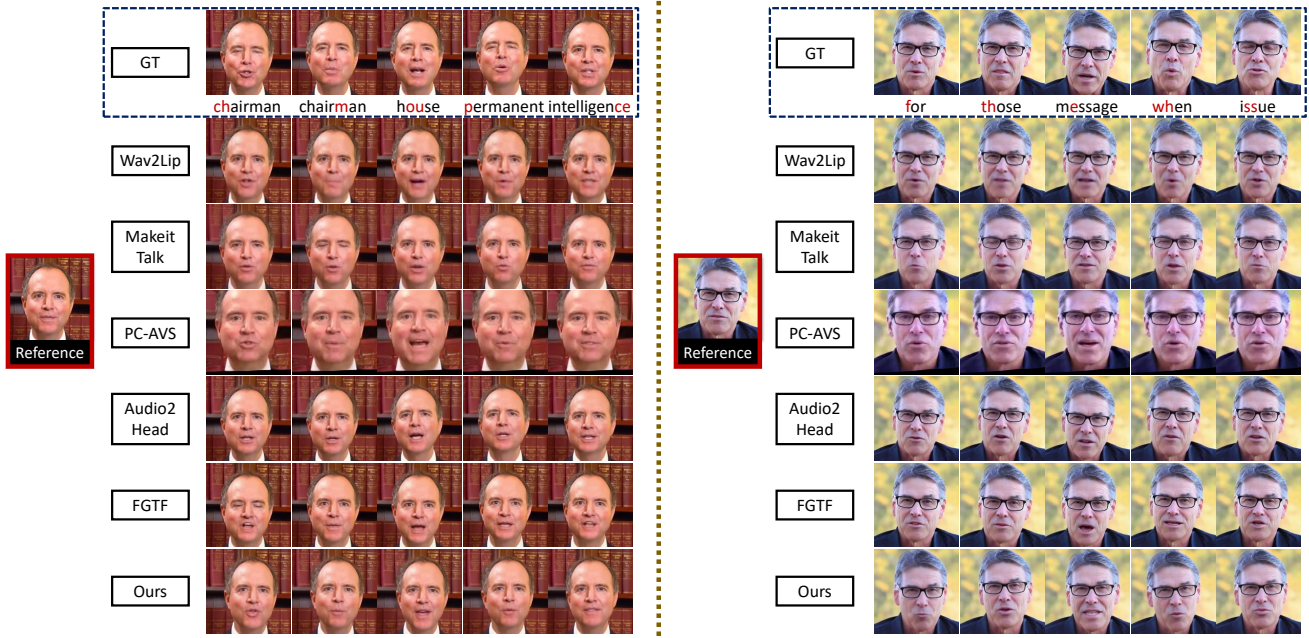 GT
chairman chairman house permanent intelligence
Wav2Lip
Makeit
Talk
Reference
PC-AVS
Audio2
Head
FGTF
Ours
GT
for those message when issue
Wav2Lip
Makeit
Talk
Reference
PC-AVS
Audio2
Head
FGTF
Ours